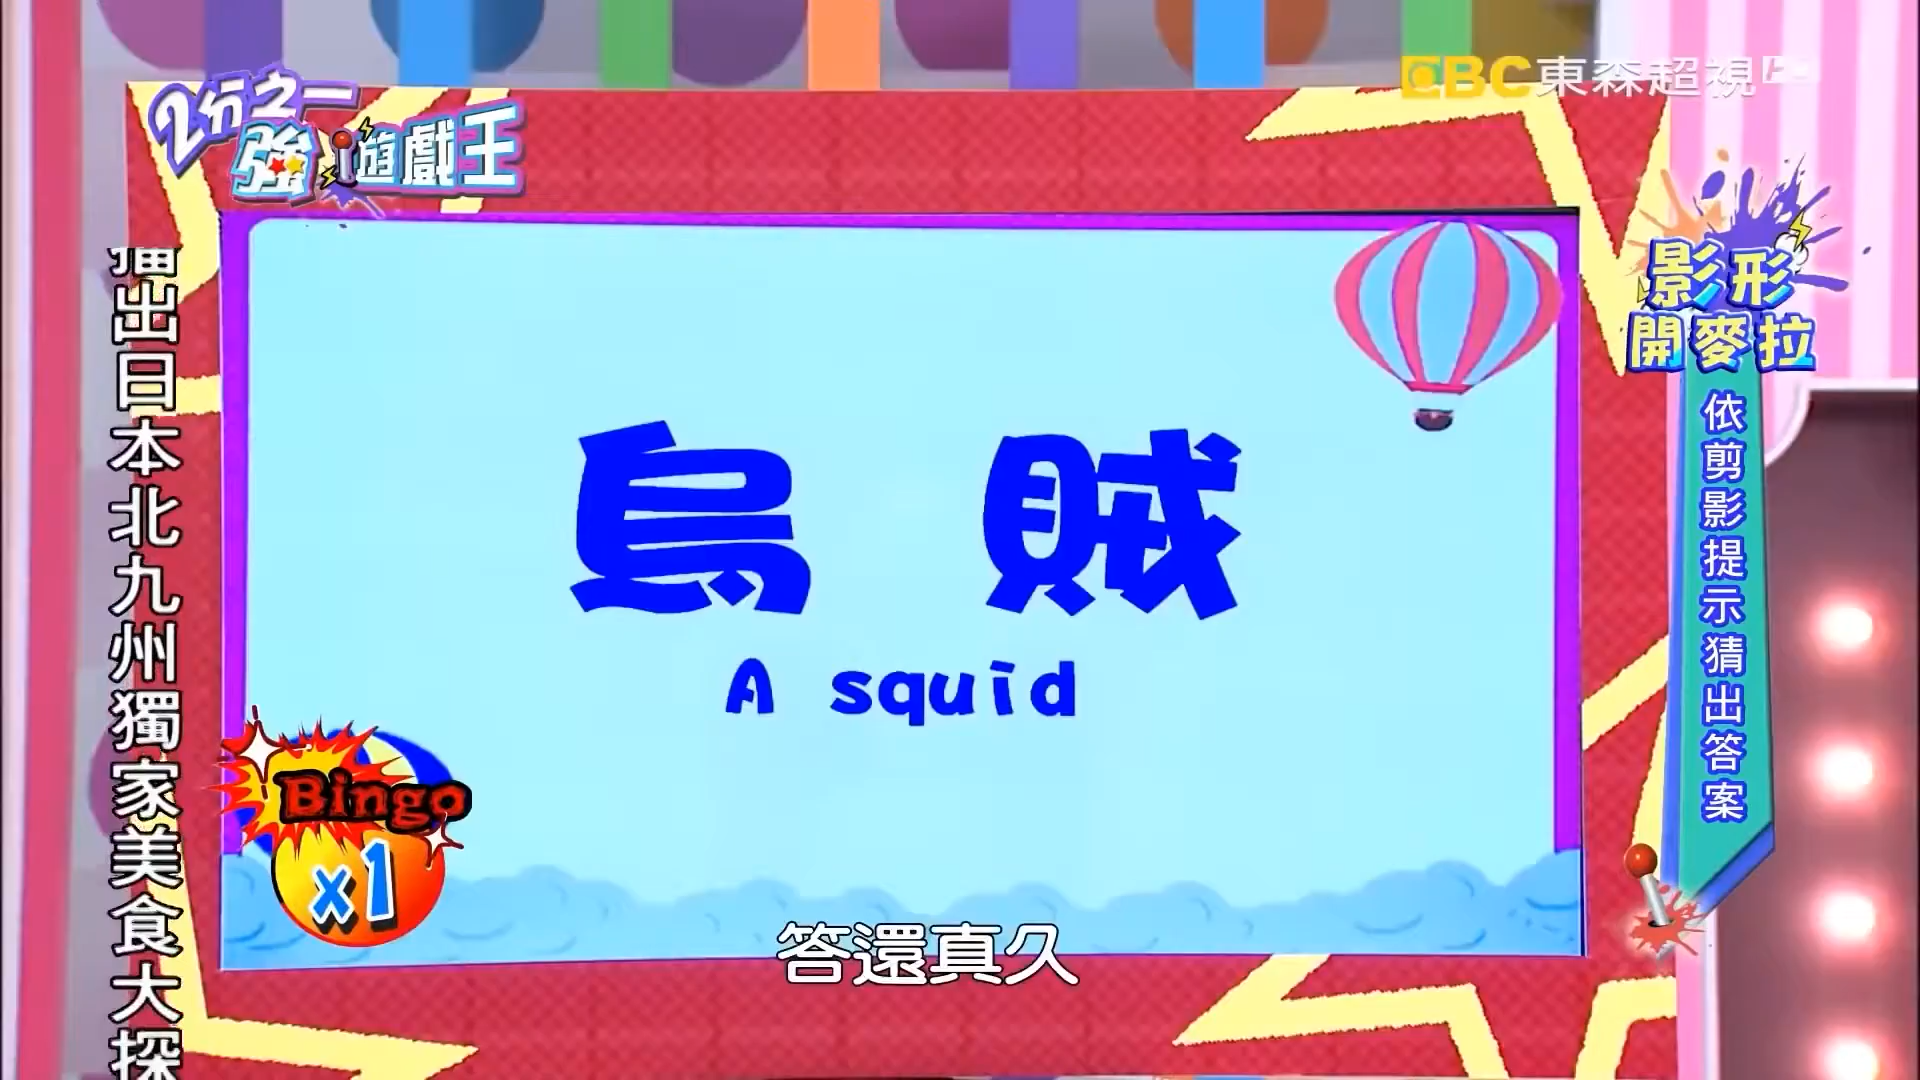 EBC東森超視
2分之一強
遊戲王
影形
開麥拉
依剪影提示猜出答案
播出日本北九州獨家美食大探
烏賊
A squid
Bingo
x1
答還真久